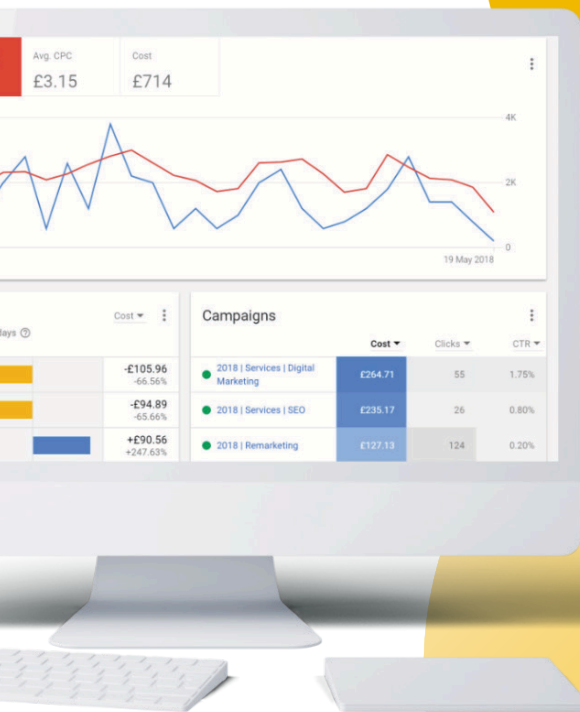 Avg. CPC
Cost
£3.15
£714
4K
2K
0
19 May 2018
Cost
days
-£105.96
-66.56%
-£94.89
-65.66%
+£90.56
+247.63%
Campaigns
Cost
Clicks
CTR
2018 | Services | Digital
Marketing
£264.71
55
1.75%
2018 | Services | SEO
£235.17
26
0.80%
2018 | Remarketing
£127.13
124
0.20%